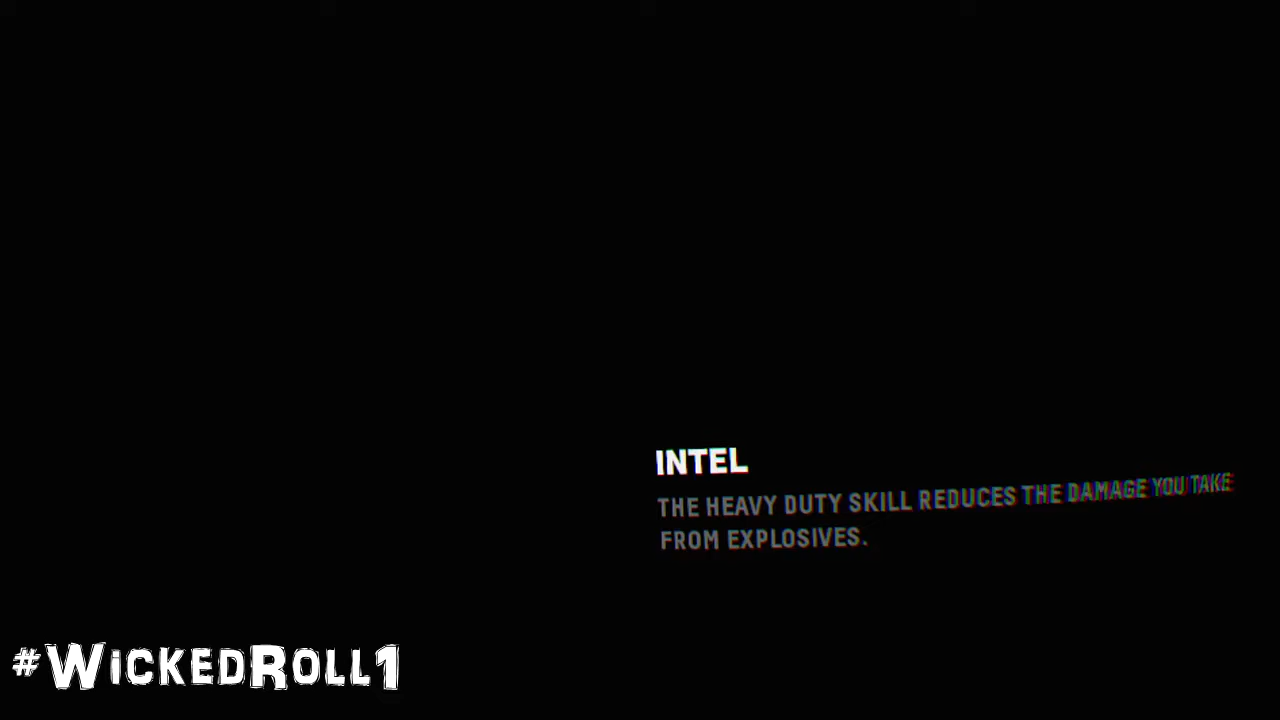 INTEL
THE HEAVY DUTY SKILL REDUCES THE DAMAGE YOU TAKE
FROM EXPLOSIVES.
#WICKEDROLL1